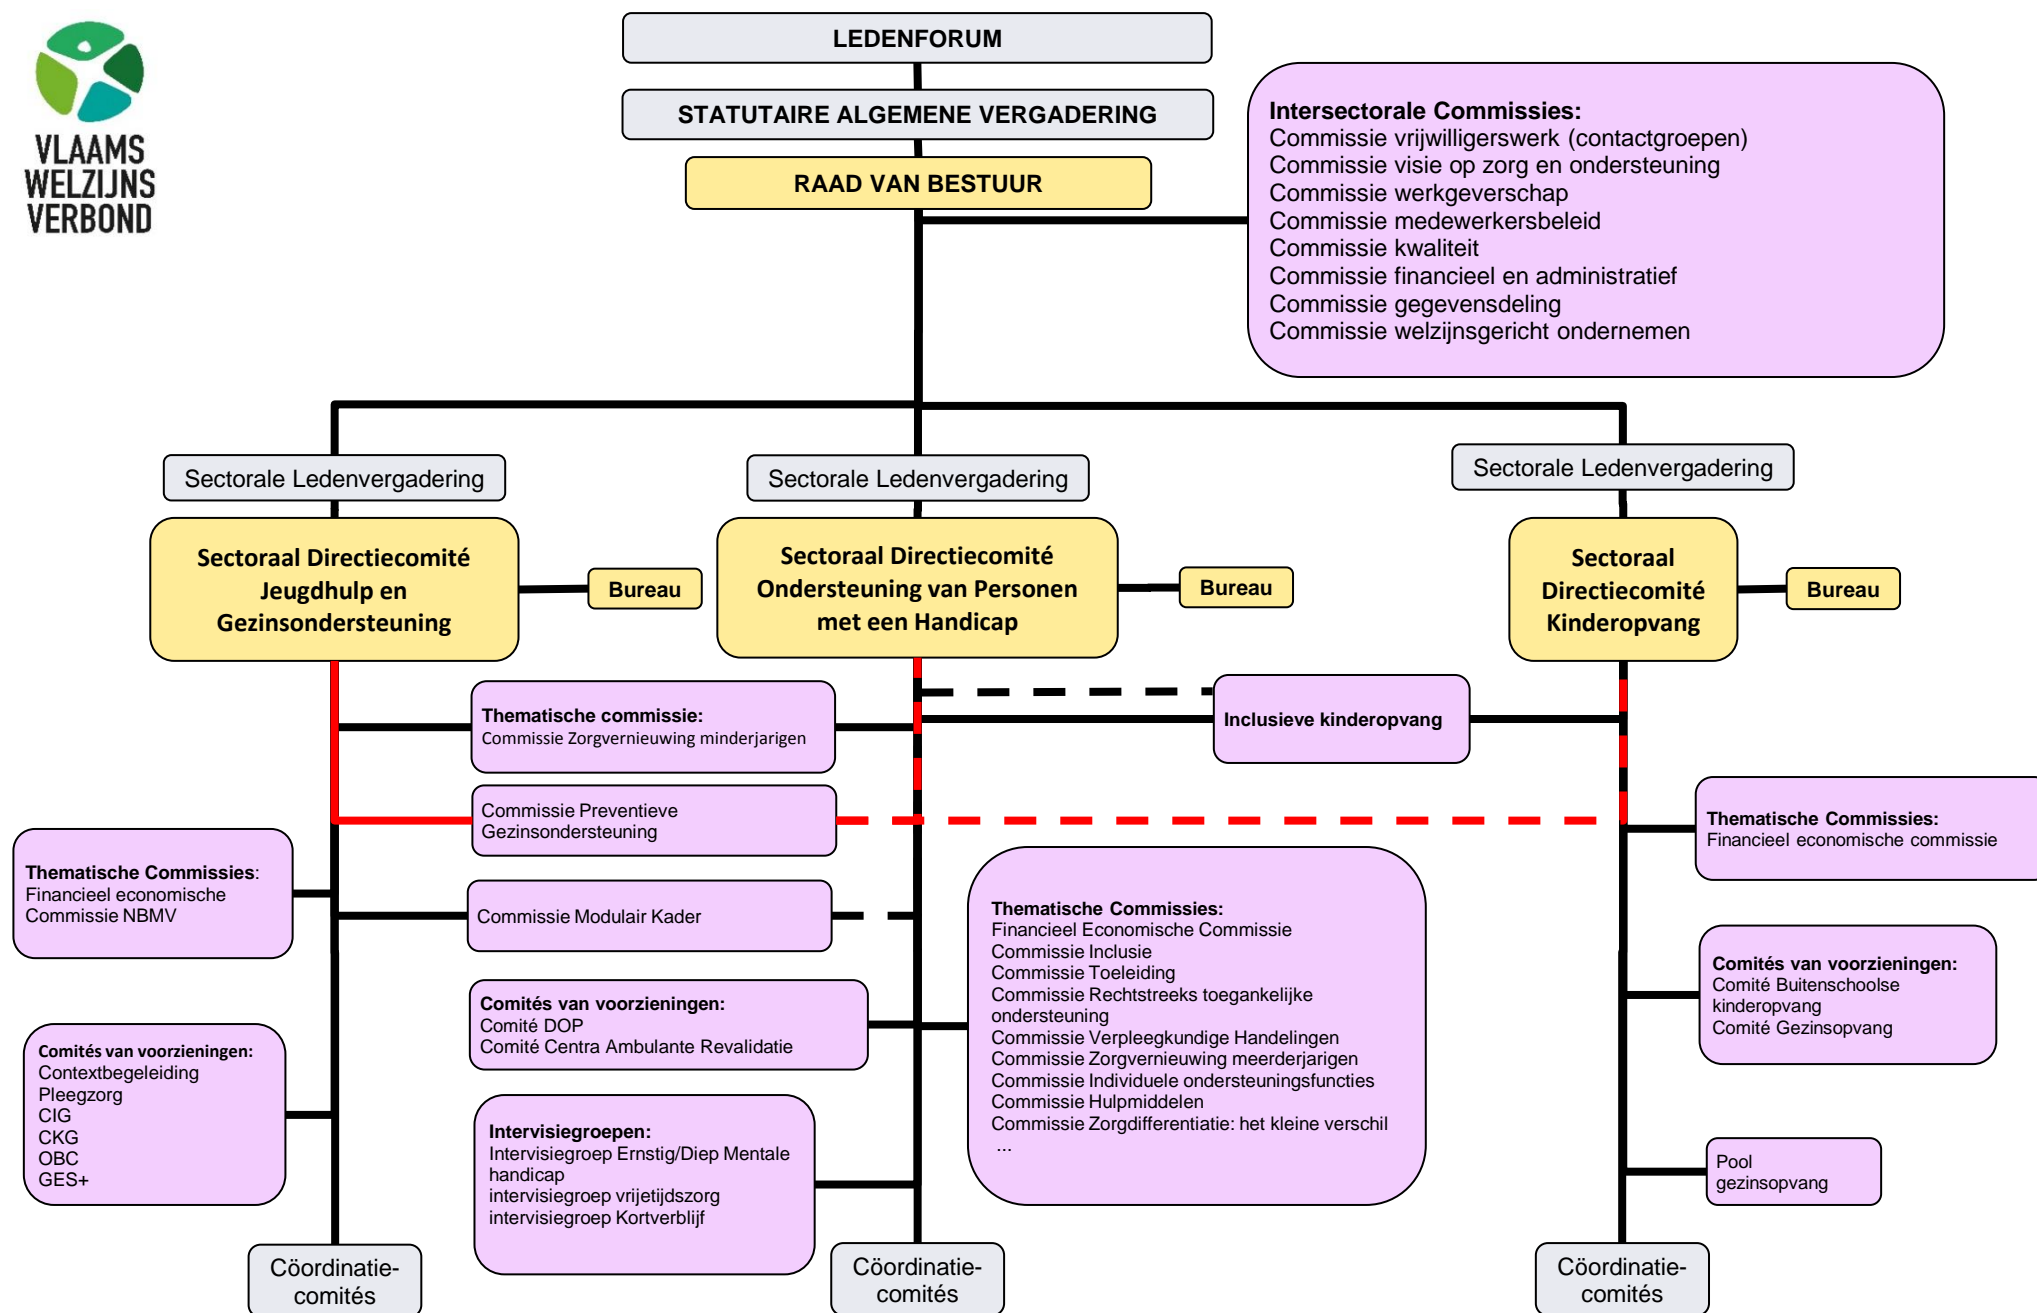 VLAAMS
WELZIJNS
VERBOND
LEDENFORUM
STATUTAIRE ALGEMENE VERGADERING
RAAD VAN BESTUUR
Intersectorale Commissies:
Commissie vrijwilligerswerk (contactgroepen)
Commissie visie op zorg en ondersteuning
Commissie werkgeverschap
Commissie medewerkersbeleid
Commissie kwaliteit
Commissie financieel en administratief
Commissie gegevensdeling
Commissie welzijnsgericht ondernemen
Sectorale Ledenvergadering
Sectorale Ledenvergadering
Sectorale Ledenvergadering
Sectoraal Directiecomité
Jeugdhulp en
Gezinsondersteuning
Bureau
Sectoraal Directiecomité
Ondersteuning van Personen
met een Handicap
Bureau
Sectoraal
Directiecomité
Kinderopvang
Bureau
Thematische commissie:
Commissie Zorgvernieuwing minderjarigen
Inclusieve kinderopvang
Commissie Preventieve
Gezinsondersteuning
Thematische Commissies:
Financieel economische commissie
Thematische Commissies:
Financieel economische
Commissie NBMV
Commissie Modulair Kader
Thematische Commissies:
Financieel Economische Commissie
Commissie Inclusie
Commissie Toeleiding
Commissie Rechtstreeks toegankelijke
ondersteuning
Commissie Verpleegkundige Handelingen
Commissie Zorgvernieuwing meerderjarigen
Commissie Individuele ondersteuningsfuncties
Commissie Hulpmiddelen
Commissie Zorgdifferentiatie: het kleine verschil
...
Comités van voorzieningen:
Comité Buitenschoolse
kinderopvang
Comité Gezinsopvang
Comités van voorzieningen:
Comité DOP
Comité Centra Ambulante Revalidatie
Comités van voorzieningen:
Contextbegeleiding
Pleegzorg
CIG
CKG
OBC
GES+
Intervisiegroepen:
Intervisiegroep Ernstig/Diep Mentale
handicap
intervisiegroep vrijetijdszorg
intervisiegroep Kortverblijf
Pool
gezinsopvang
Cöordinatie-
comités
Cöordinatie-
comités
Cöordinatie-
comités